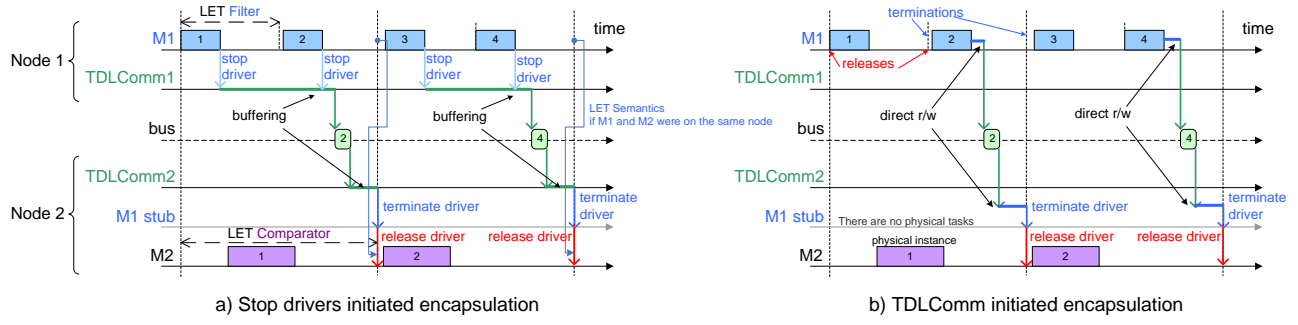 LET Filter
time
M1
1
2
3
4
Node 1
stop
driver
stop
driver
stop
driver
stop
driver
TDLComm1
buffering
buffering
LET Semantics
if M1 and M2 were on the same node
bus
2
4
TDLComm2
Node 2
terminate driver
terminate
driver
M1 stub
LET Comparator
release driver
release driver
M2
1
2
a) Stop drivers initiated encapsulation
terminations
time
M1
1
2
3
4
releases
TDLComm1
direct r/w
direct r/w
bus
2
4
TDLComm2
terminate driver
terminate
driver
M1 stub
There are no physical tasks
release driver
release driver
physical instance
M2
1
2
b) TDLComm initiated encapsulation